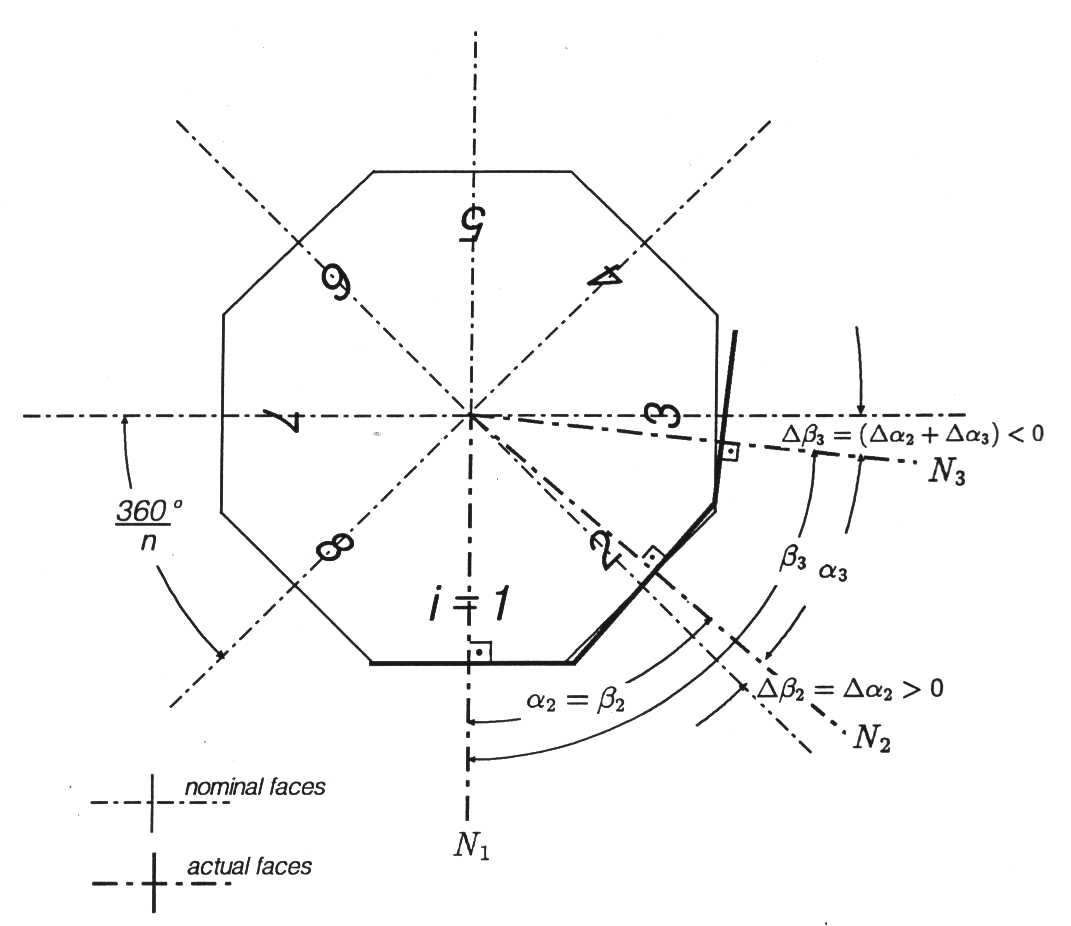 5
6
4
7
3
Δβ₃ = (Δα₂ + Δα₃) < 0
N₃
360°
n
8
2
β₃ α₃
i = 1
α₂ = β₂
Δβ₂ = Δα₂ > 0
N₂
nominal faces
N₁
actual faces